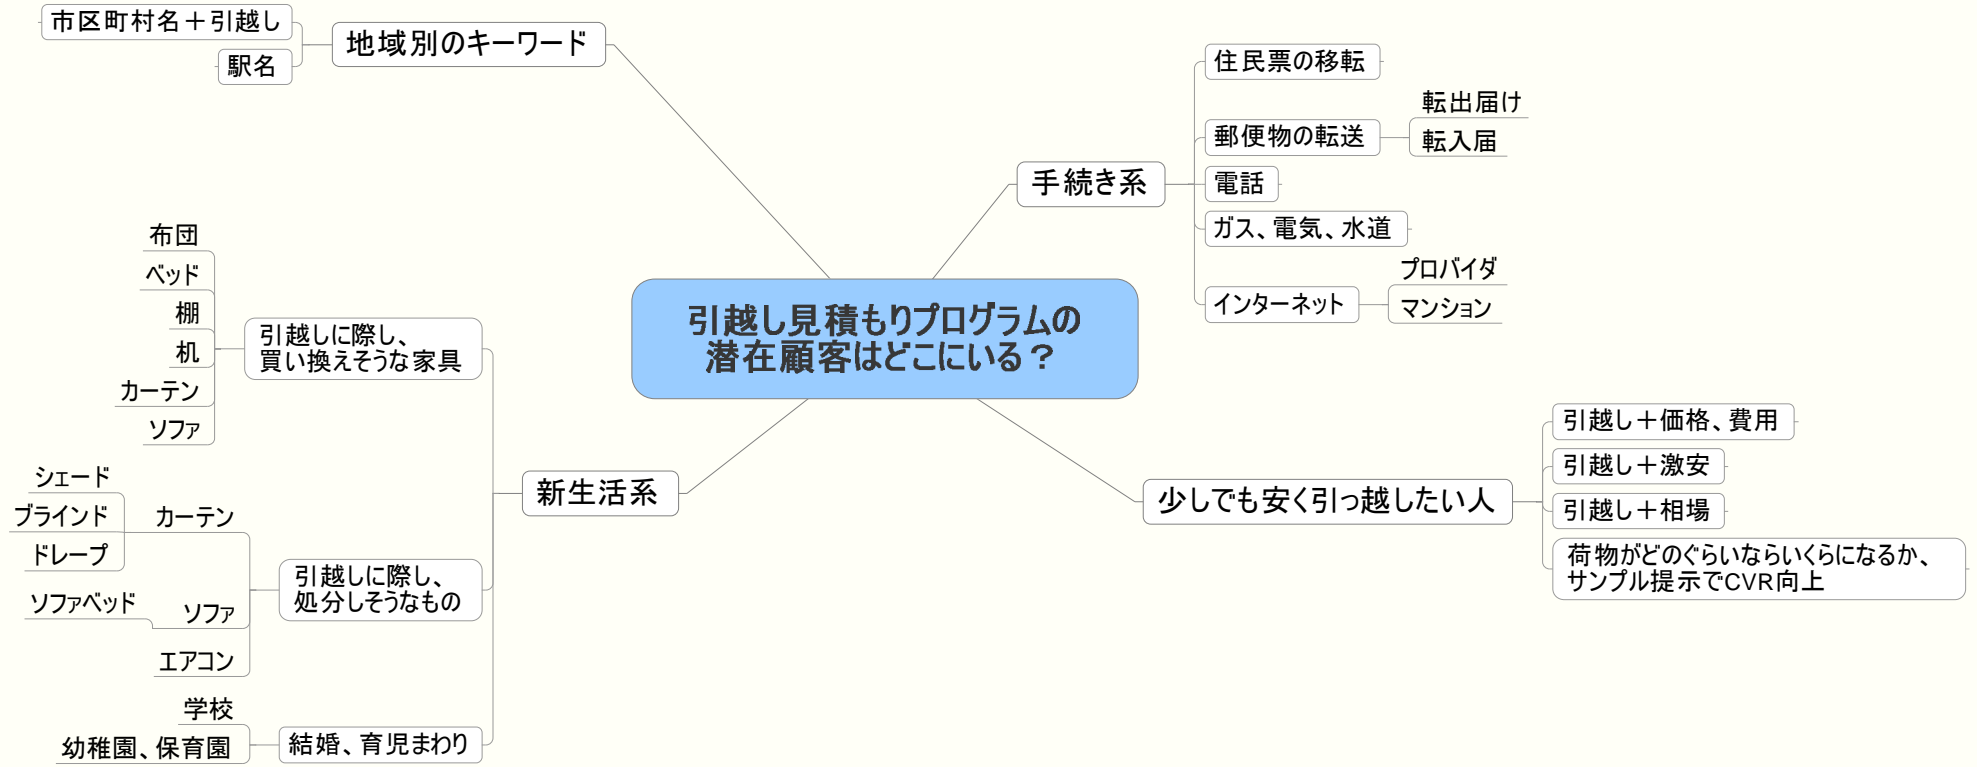 引越し見積もりプログラムの
潜在顧客はどこにいる？
地域別のキーワード
市区町村名＋引越し
駅名
手続き系
住民票の移転
郵便物の転送
転出届け
転入届
電話
ガス、電気、水道
インターネット
プロバイダ
マンション
少しでも安く引っ越したい人
引越し＋価格、費用
引越し＋激安
引越し＋相場
荷物がどのぐらいならいくらになるか、
サンプル提示でCVR向上
新生活系
引越しに際し、
買い換えそうな家具
布団
ベッド
棚
机
カーテン
ソファ
引越しに際し、
処分しそうなもの
カーテン
シェード
ブラインド
ドレープ
ソファ
ソファベッド
エアコン
結婚、育児まわり
学校
幼稚園、保育園